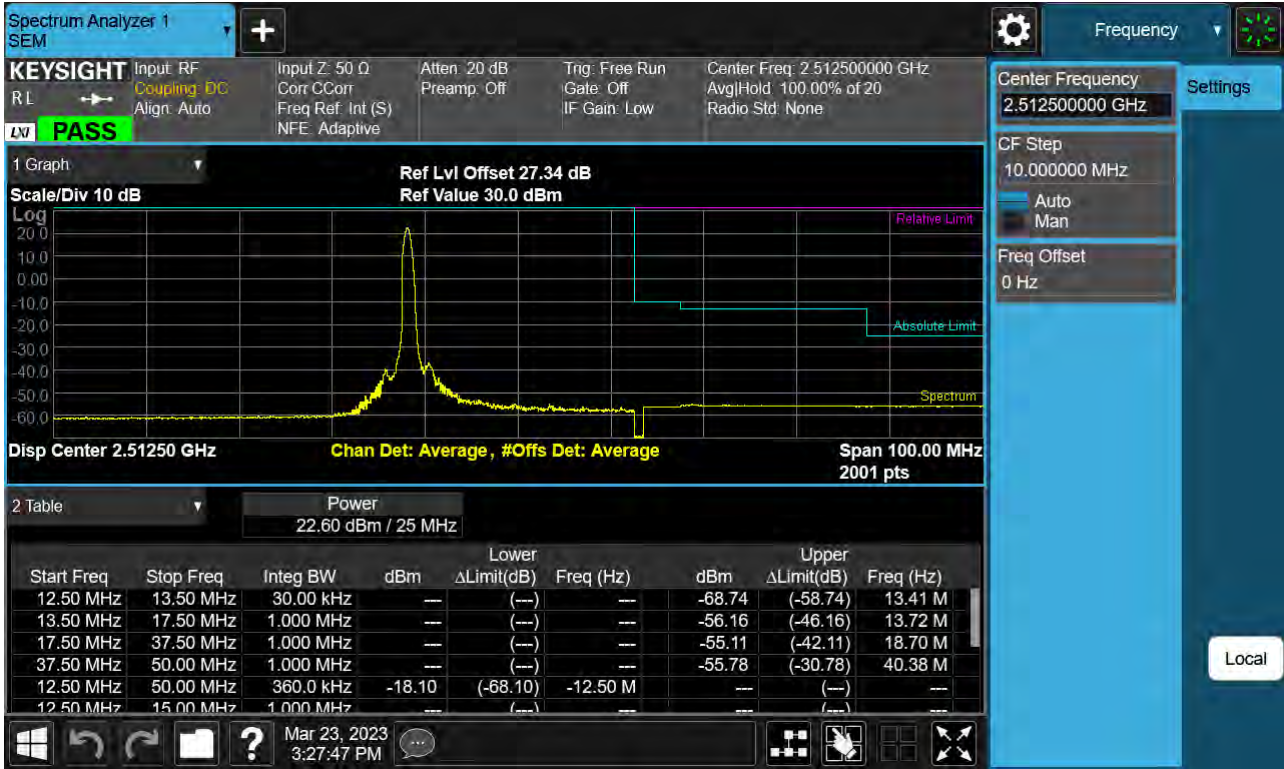 Spectrum Analyzer 1
SEM
+
Frequency
KEYSIGHT
R L
LXI
PASS
Input: RF
Coupling: DC
Align: Auto
Input Z: 50 Ω
Corr CCorr
Freq Ref: Int (S)
NFE: Adaptive
Atten: 20 dB
Preamp: Off
Trig: Free Run
Gate: Off
IF Gain: Low
Center Freq: 2.512500000 GHz
Avg|Hold: 100.00% of 20
Radio Std: None
Center Frequency
2.512500000 GHz
Settings
CF Step
10.000000 MHz
Auto
Man
Freq Offset
0 Hz
1 Graph
Scale/Div 10 dB
Ref Lvl Offset 27.34 dB
Ref Value 30.0 dBm
Log
20.0
10.0
0.00
-10.0
-20.0
-30.0
-40.0
-50.0
-60.0
Relative Limit
Absolute Limit
Spectrum
Disp Center 2.51250 GHz
Chan Det: Average, #Offs Det: Average
Span 100.00 MHz
2001 pts
2 Table
Power
22.60 dBm / 25 MHz
Lower Upper
Start Freq Stop Freq Integ BW dBm ΔLimit(dB) Freq (Hz) dBm ΔLimit(dB) Freq (Hz)
12.50 MHz 13.50 MHz 30.00 kHz --- (---) --- -68.74 (-58.74) 13.41 M
13.50 MHz 17.50 MHz 1.000 MHz --- (---) --- -56.16 (-46.16) 13.72 M
17.50 MHz 37.50 MHz 1.000 MHz --- (---) --- -55.11 (-42.11) 18.70 M
37.50 MHz 50.00 MHz 1.000 MHz --- (---) --- -55.78 (-30.78) 40.38 M
12.50 MHz 50.00 MHz 360.0 kHz -18.10 (-68.10) -12.50 M --- (---) ---
12.50 MHz 15.00 MHz 1.000 MHz --- (---) --- --- (---) ---
Local
?
Mar 23, 2023
3:27:47 PM